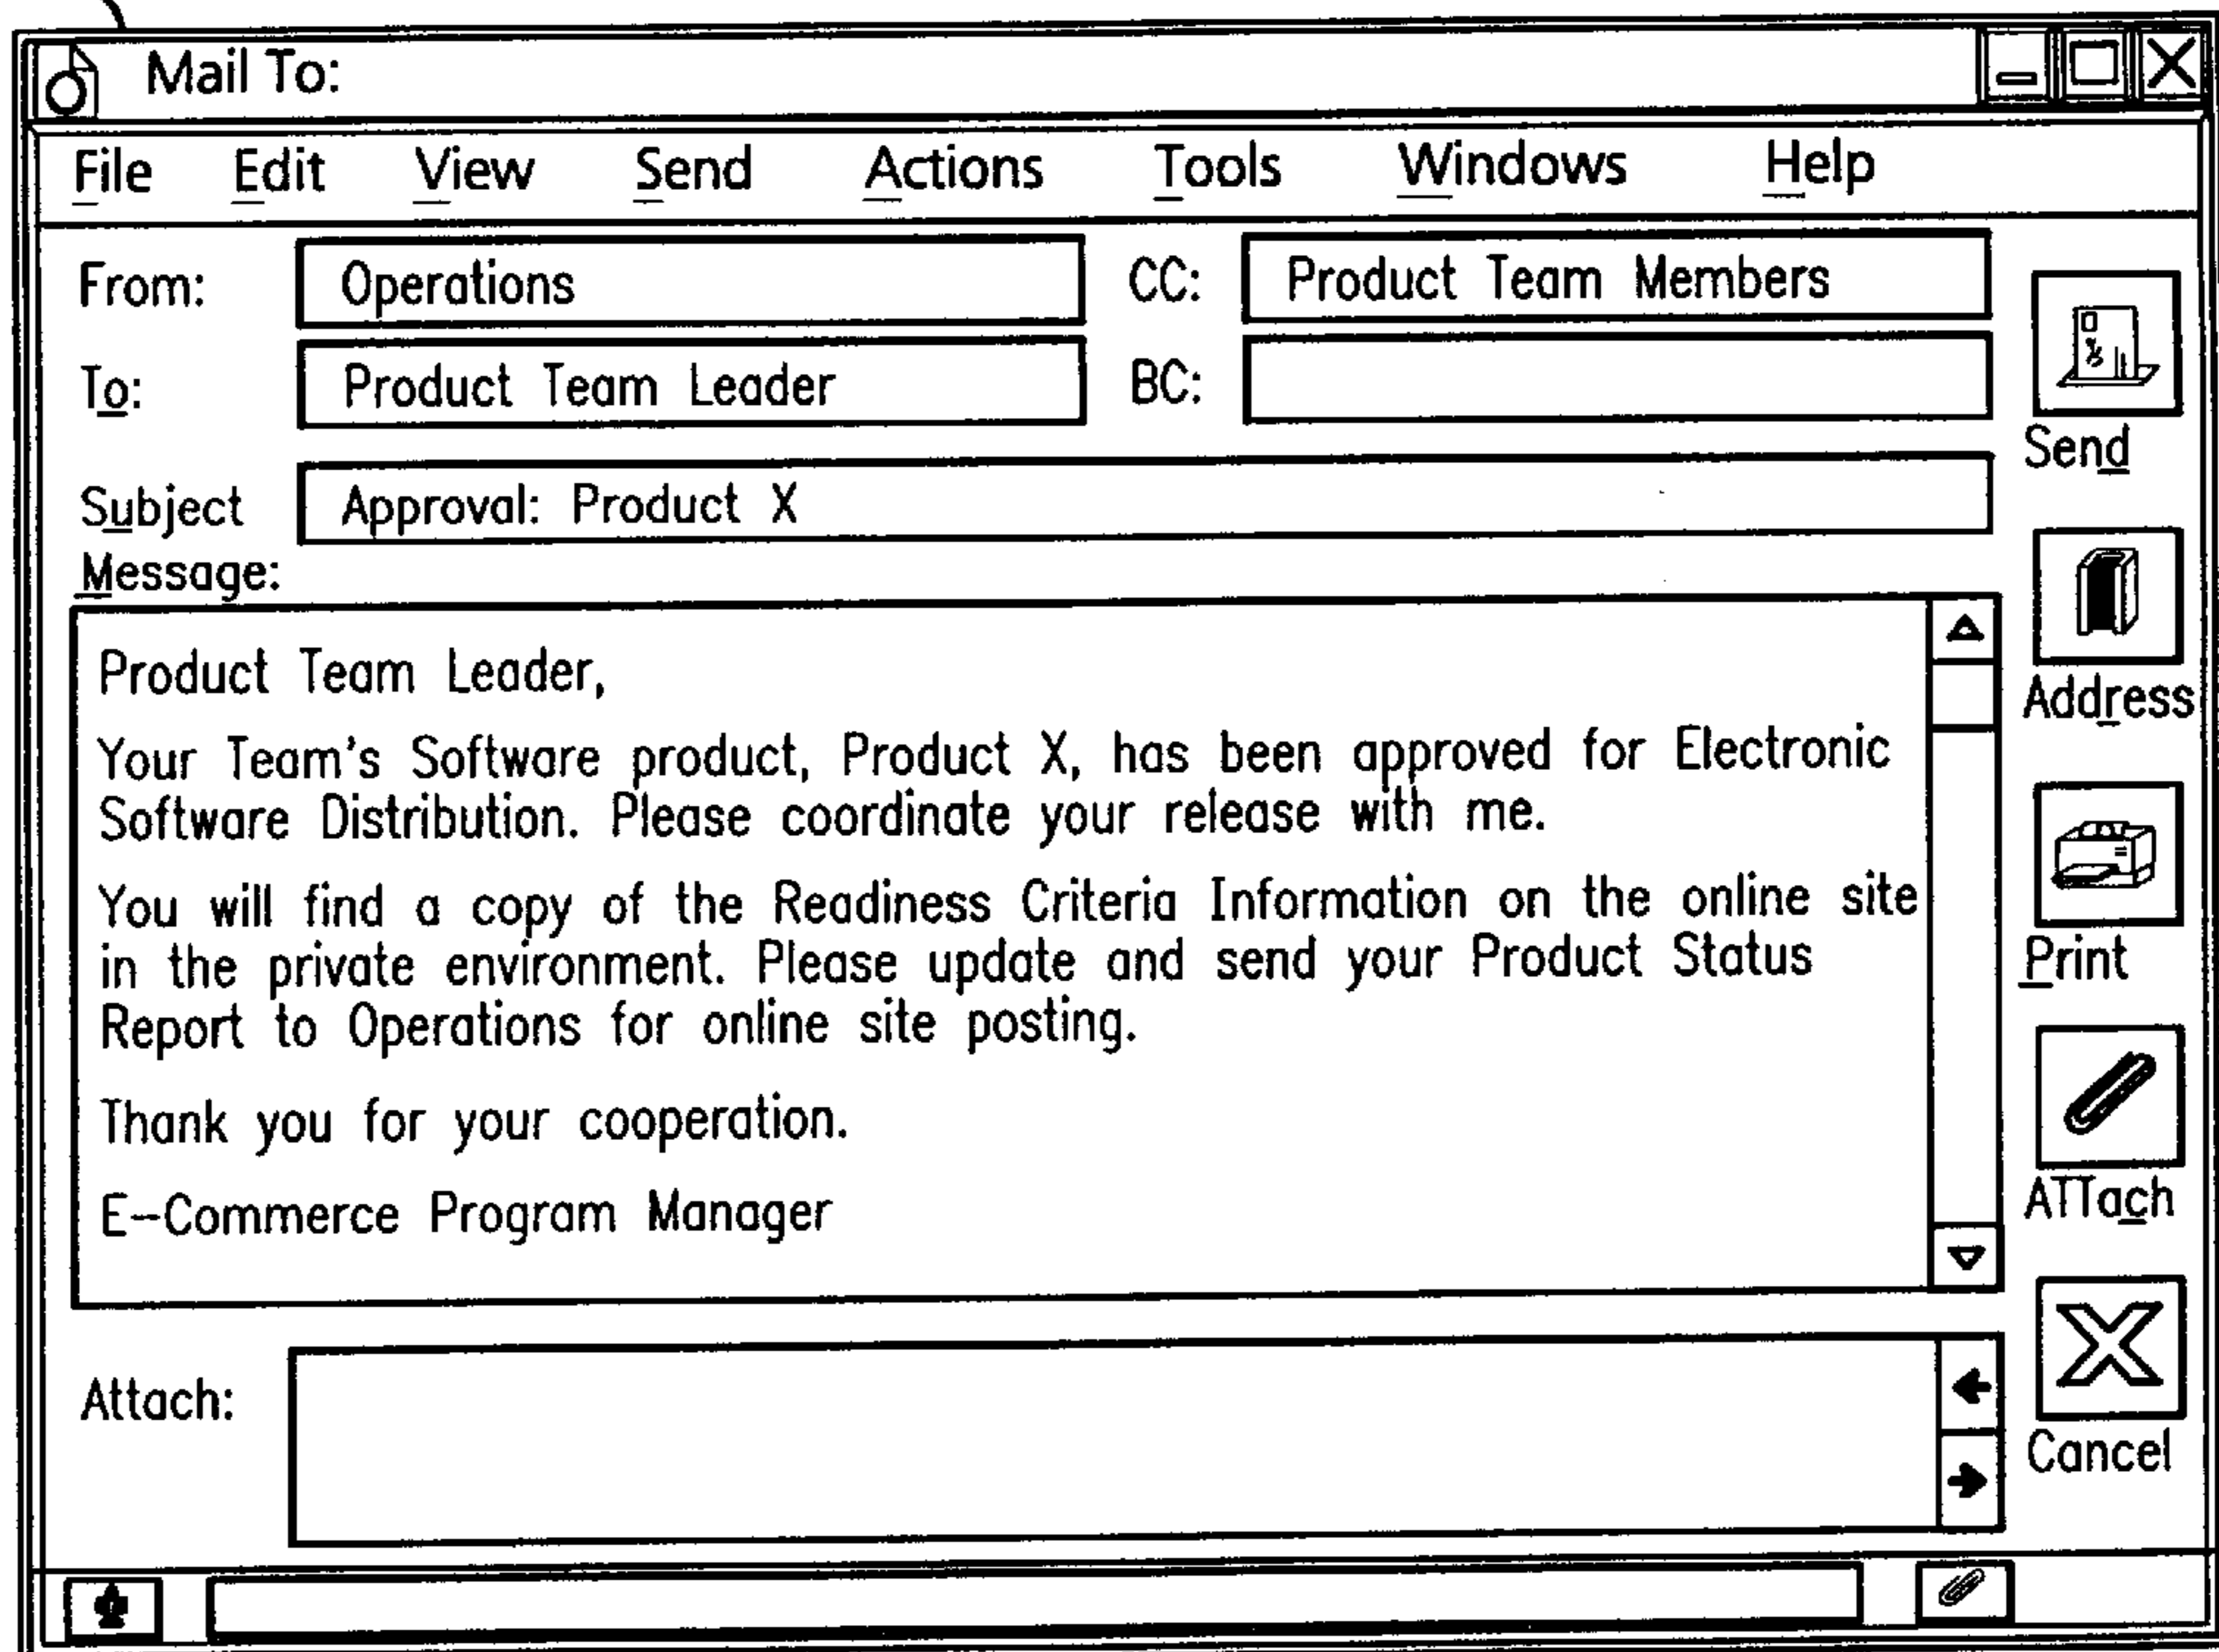 Mail To:
File Edit View Send Actions Tools Windows Help
From: Operations CC: Product Team Members
To: Product Team Leader BC:
Send
Subject Approval: Product X
Message:
Product Team Leader,
Address
Your Team's Software product, Product X, has been approved for Electronic
Software Distribution. Please coordinate your release with me.
You will find a copy of the Readiness Criteria Information on the online site
in the private environment. Please update and send your Product Status
Print
Report to Operations for online site posting.
Thank you for your cooperation.
ATTach
E--Commerce Program Manager
Attach:
Cancel